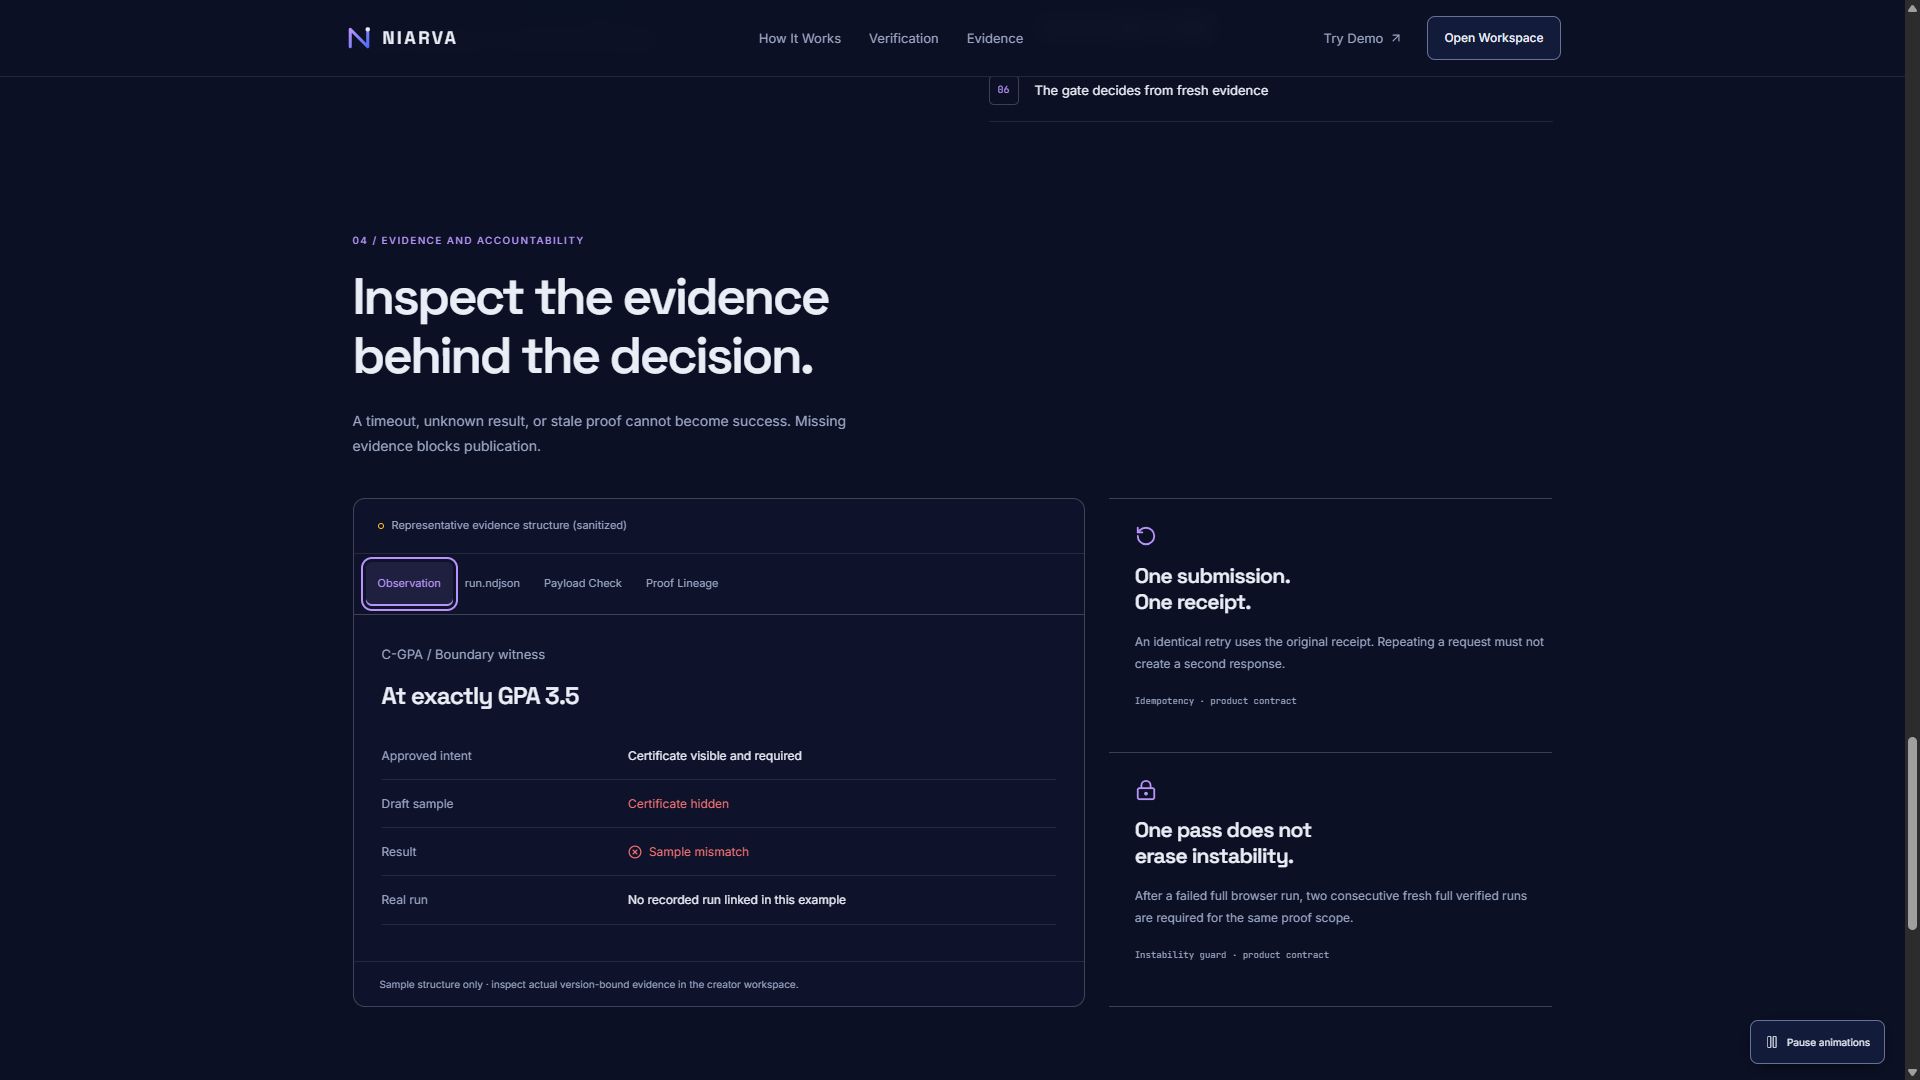 NIARVA
How It Works
Verification
Evidence
Try Demo
Open Workspace
06
The gate decides from fresh evidence
04 / EVIDENCE AND ACCOUNTABILITY
Inspect the evidence
behind the decision.
A timeout, unknown result, or stale proof cannot become success. Missing
evidence blocks publication.
Representative evidence structure (sanitized)
Observation
run.ndjson
Payload Check
Proof Lineage
C-GPA / Boundary witness
At exactly GPA 3.5
Approved intent
Certificate visible and required
Draft sample
Certificate hidden
Result
Sample mismatch
Real run
No recorded run linked in this example
Sample structure only · inspect actual version-bound evidence in the creator workspace.
One submission.
One receipt.
An identical retry uses the original receipt. Repeating a request must not
create a second response.
Idempotency · product contract
One pass does not
erase instability.
After a failed full browser run, two consecutive fresh full verified runs
are required for the same proof scope.
Instability guard · product contract
Pause animations